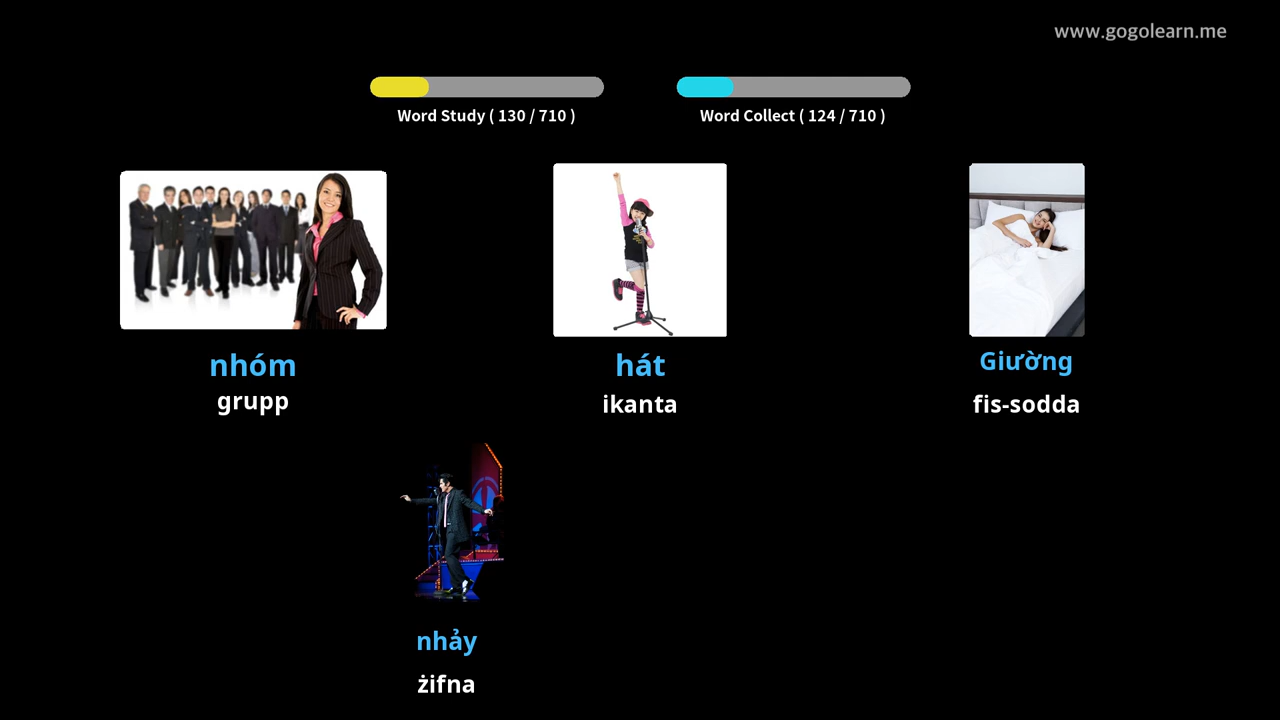 www.gogolearn.me
Word Study ( 130 / 710 )
Word Collect ( 124 / 710 )
nhóm
grupp
hát
ikanta
Giường
fis-sodda
nhảy
żifna